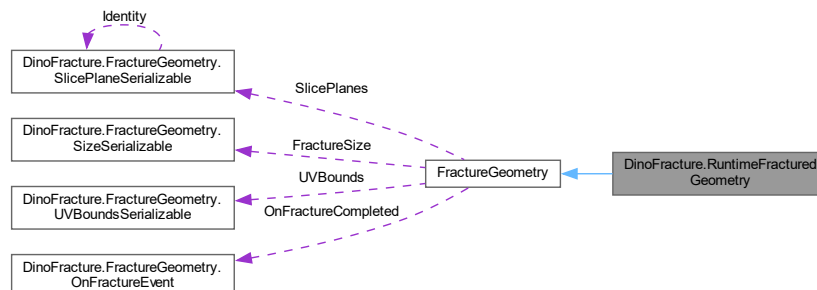 Identity
DinoFracture.FractureGeometry.
SlicePlaneSerializable
SlicePlanes
DinoFracture.FractureGeometry.
SizeSerializable
FractureSize
UVBounds
FractureGeometry
DinoFracture.RuntimeFractured
Geometry
DinoFracture.FractureGeometry.
UVBoundsSerializable
OnFractureCompleted
DinoFracture.FractureGeometry.
OnFractureEvent